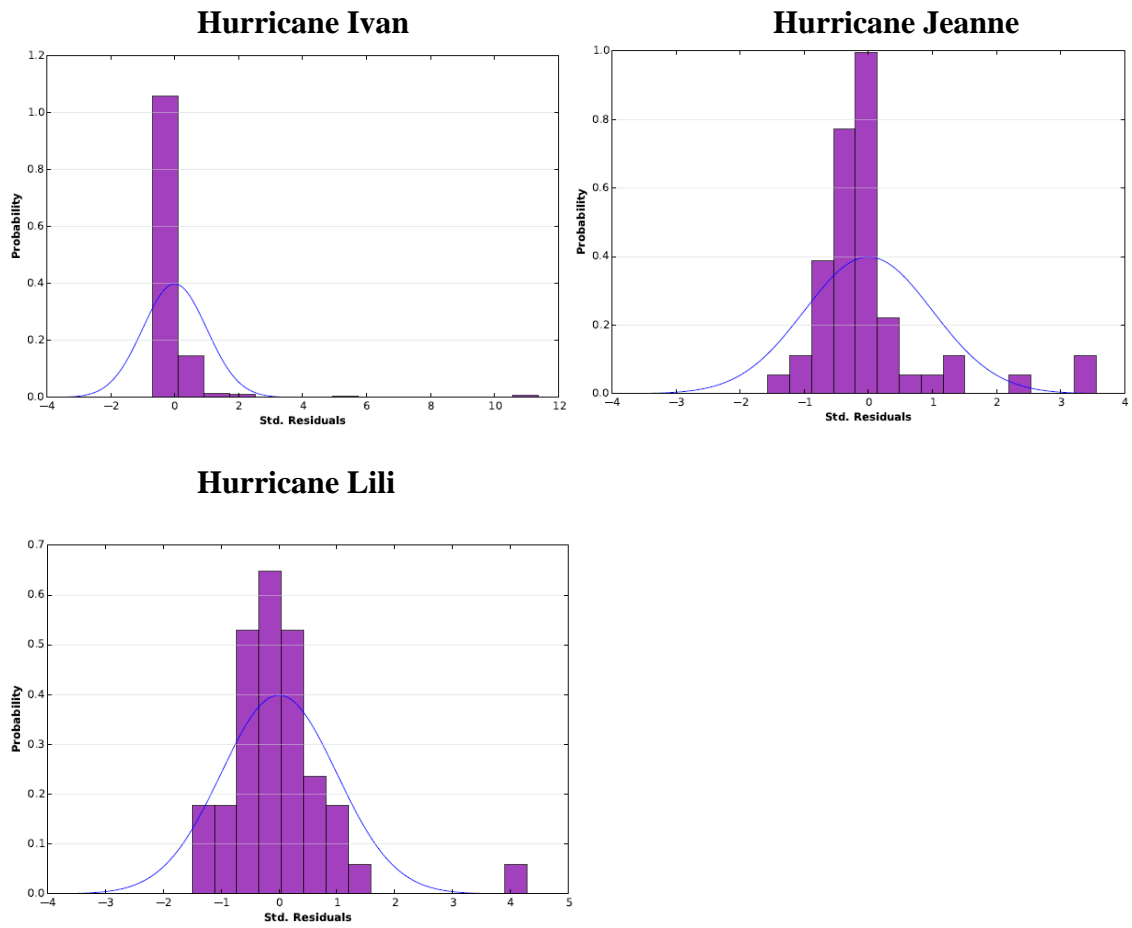 Hurricane Ivan
1.2
1.0
0.8
0.6
0.4
0.2
0.0
Probability
−4 −2 0 2 4 6 8 10 12
Std. Residuals
Hurricane Jeanne
1.0
0.8
0.6
0.4
0.2
0.0
Probability
−4 −3 −2 −1 0 1 2 3 4
Std. Residuals
Hurricane Lili
0.7
0.6
0.5
0.4
0.3
0.2
0.1
0.0
Probability
−4 −3 −2 −1 0 1 2 3 4 5
Std. Residuals